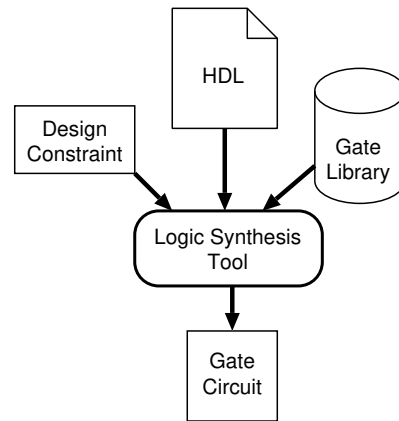 HDL
Design
Constraint
Gate
Library
Logic Synthesis
Tool
Gate
Circuit